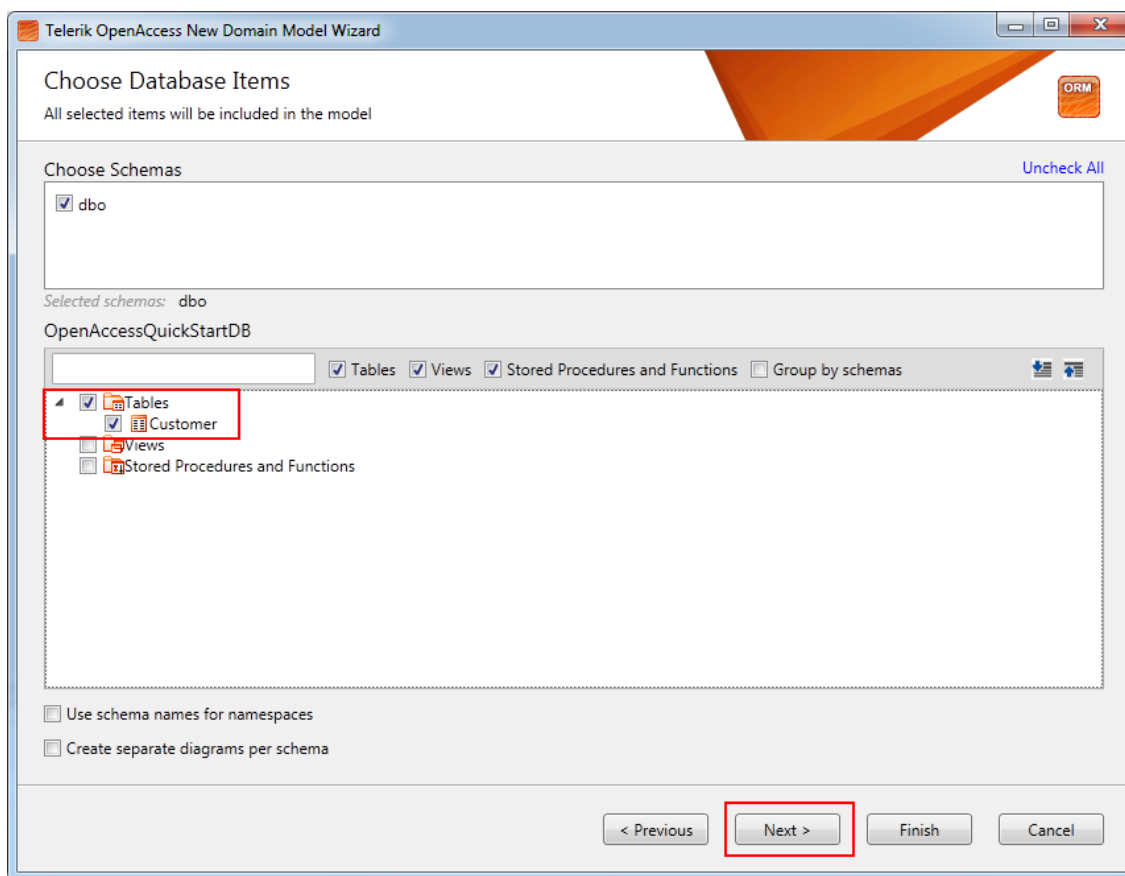 Telerik OpenAccess New Domain Model Wizard
Choose Database Items
All selected items will be included in the model
ORM
Choose Schemas
Uncheck All
dbo
Selected schemas: dbo
OpenAccessQuickStartDB
Tables Views Stored Procedures and Functions Group by schemas
Tables
Customer
Views
Stored Procedures and Functions
Use schema names for namespaces
Create separate diagrams per schema
< Previous Next > Finish Cancel